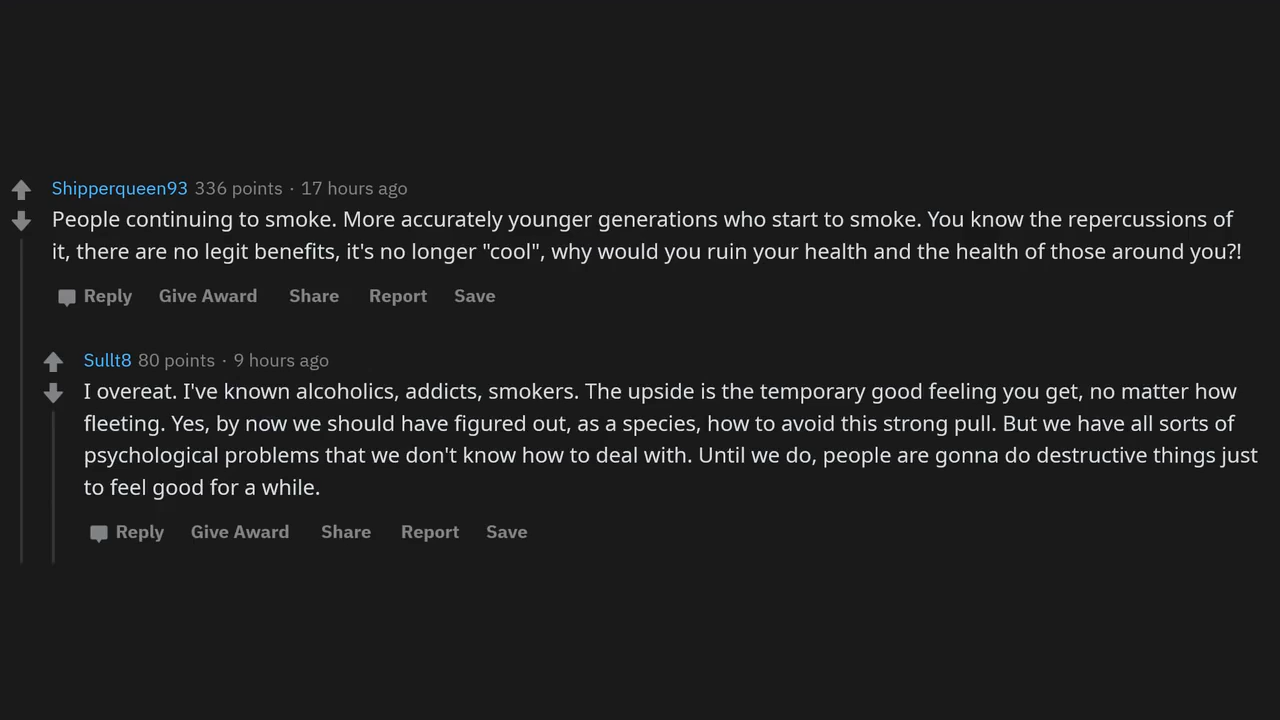 Shipperqueen93 336 points · 17 hours ago
People continuing to smoke. More accurately younger generations who start to smoke. You know the repercussions of
it, there are no legit benefits, it's no longer "cool", why would you ruin your health and the health of those around you?!
Reply Give Award Share Report Save
Sullt8 80 points · 9 hours ago
I overeat. I've known alcoholics, addicts, smokers. The upside is the temporary good feeling you get, no matter how
fleeting. Yes, by now we should have figured out, as a species, how to avoid this strong pull. But we have all sorts of
psychological problems that we don't know how to deal with. Until we do, people are gonna do destructive things just
to feel good for a while.
Reply Give Award Share Report Save